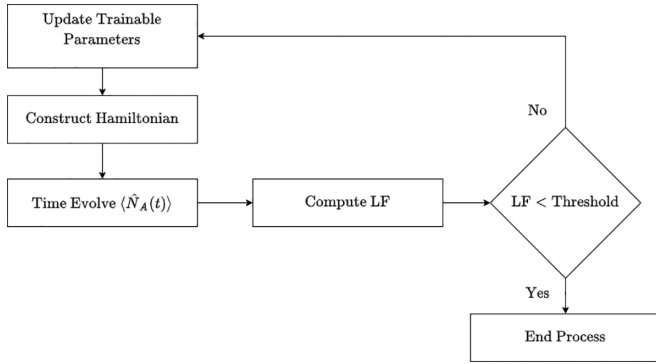 Update Trainable
Parameters
Construct Hamiltonian
Time Evolve ⟨N̂_A(t)⟩
Compute LF
LF < Threshold
No
Yes
End Process